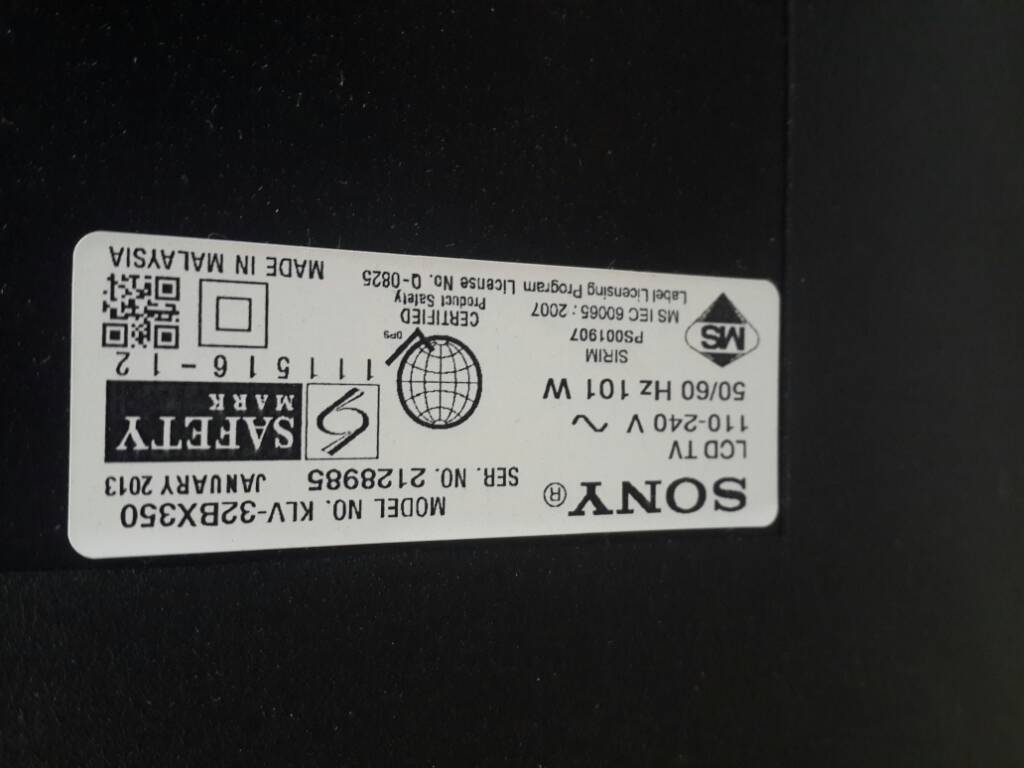 SONY®
MODEL NO. KLV-32BX350
LCD TV
SER. NO. 2128985
JANUARY 2013
110-240 V ~
50/60 Hz 101 W
SAFETY
MARK
111516-12
SIRIM
PS001907
MS IEC 60065 : 2007
Label Licensing Program License No. Q-0825
MS
DPS
CERTIFIED
Product Safety
MADE IN MALAYSIA